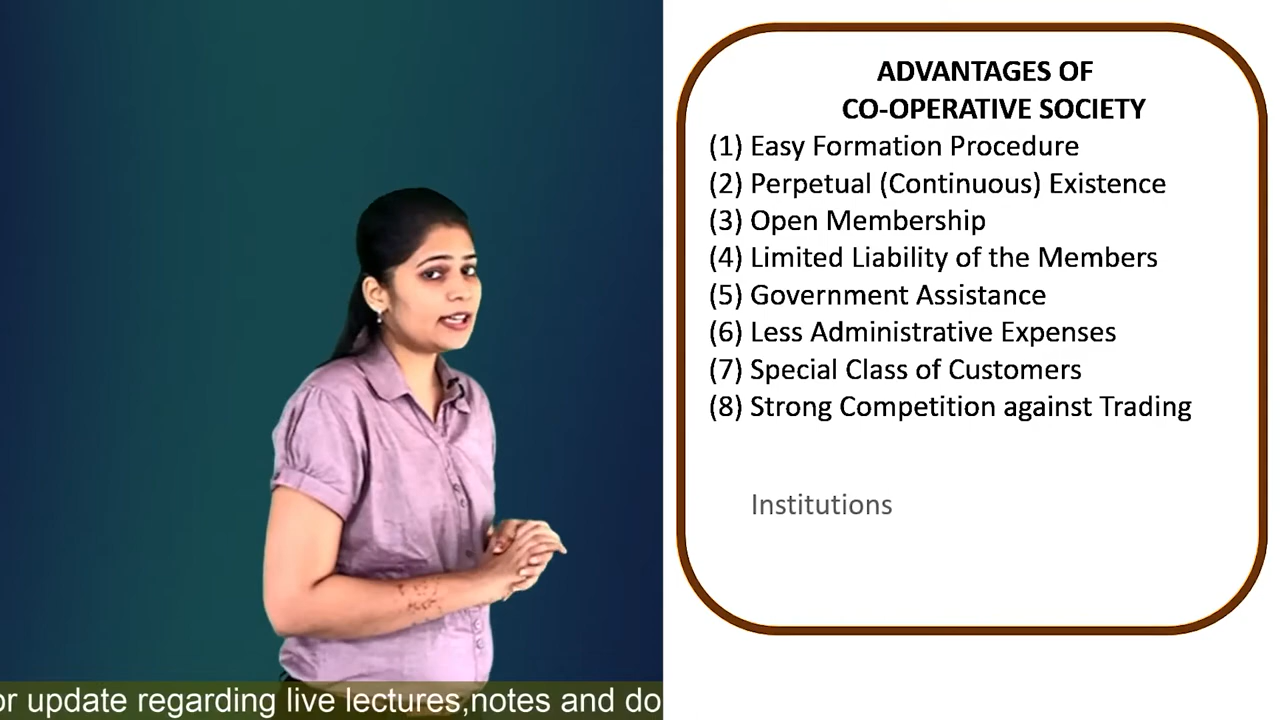 ADVANTAGES OF
CO-OPERATIVE SOCIETY
(1) Easy Formation Procedure
(2) Perpetual (Continuous) Existence
(3) Open Membership
(4) Limited Liability of the Members
(5) Government Assistance
(6) Less Administrative Expenses
(7) Special Class of Customers
(8) Strong Competition against Trading
Institutions
or update regarding live lectures,notes and do